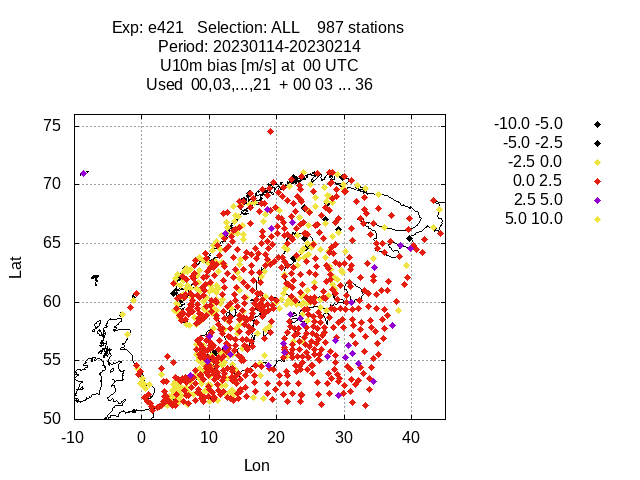 Exp: e421 Selection: ALL 987 stations
Period: 20230114-20230214
U10m bias [m/s] at 00 UTC
Used 00,03,...,21 + 00 03 ... 36
-10.0 -5.0
-5.0 -2.5
-2.5 0.0
0.0 2.5
2.5 5.0
5.0 10.0
75
70
65
60
55
50
Lat
-10 0 10 20 30 40
Lon